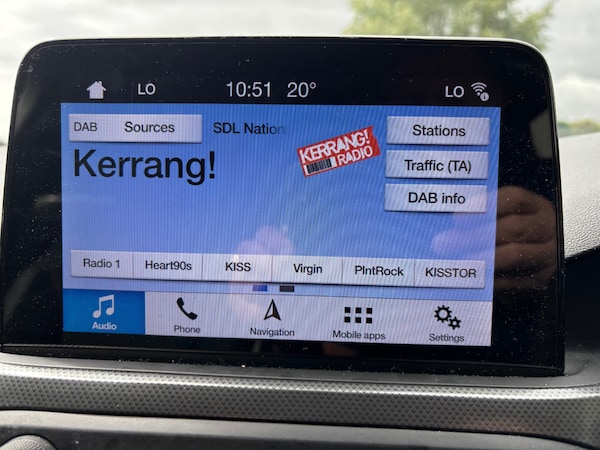 LO 10:51 20° LO
DAB Sources SDL Nation Stations
Kerrang!
KERRANG!
RADIO
Traffic (TA)
DAB info
Radio 1 Heart90s KISS Virgin PlntRock KISSTOR
Audio Phone Navigation Mobile apps Settings